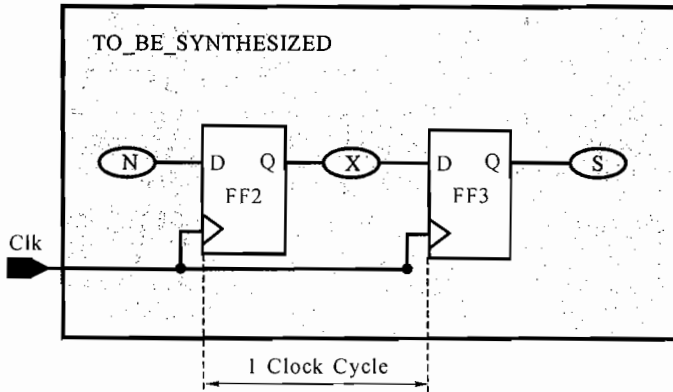 TO_BE_SYNTHESIZED
N
D
Q
FF2
X
D
Q
FF3
S
Clk
1 Clock Cycle